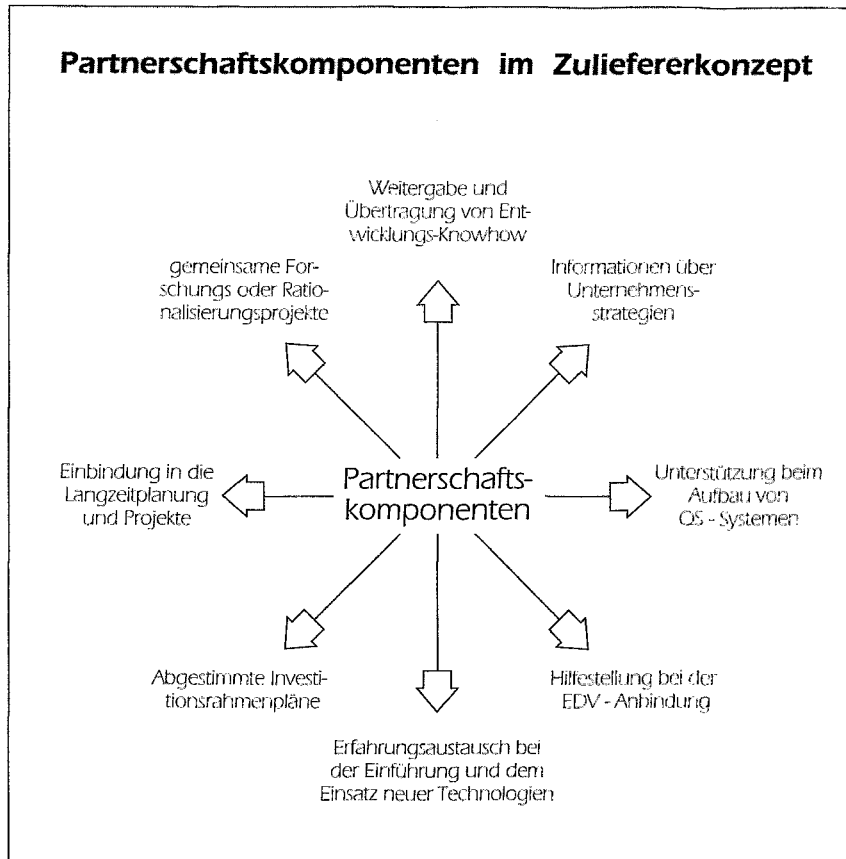 Partnerschaftskomponenten im Zuliefererkonzept
Weitergabe und
Übertragung von Ent-
wicklungs-Knowhow
gemeinsame For-
schungs oder Ratio-
nalisierungsprojekte
Informationen über
Unternehmens-
strategien
Einbindung in die
Langzeitplanung
und Projekte
Partnerschafts-
komponenten
Unterstützung beim
Aufbau von
QS - Systemen
Abgestimmte Investi-
tionsrahmenpläne
Hilfestellung bei der
EDV - Anbindung
Erfahrungsaustausch bei
der Einführung und dem
Einsatz neuer Technologien